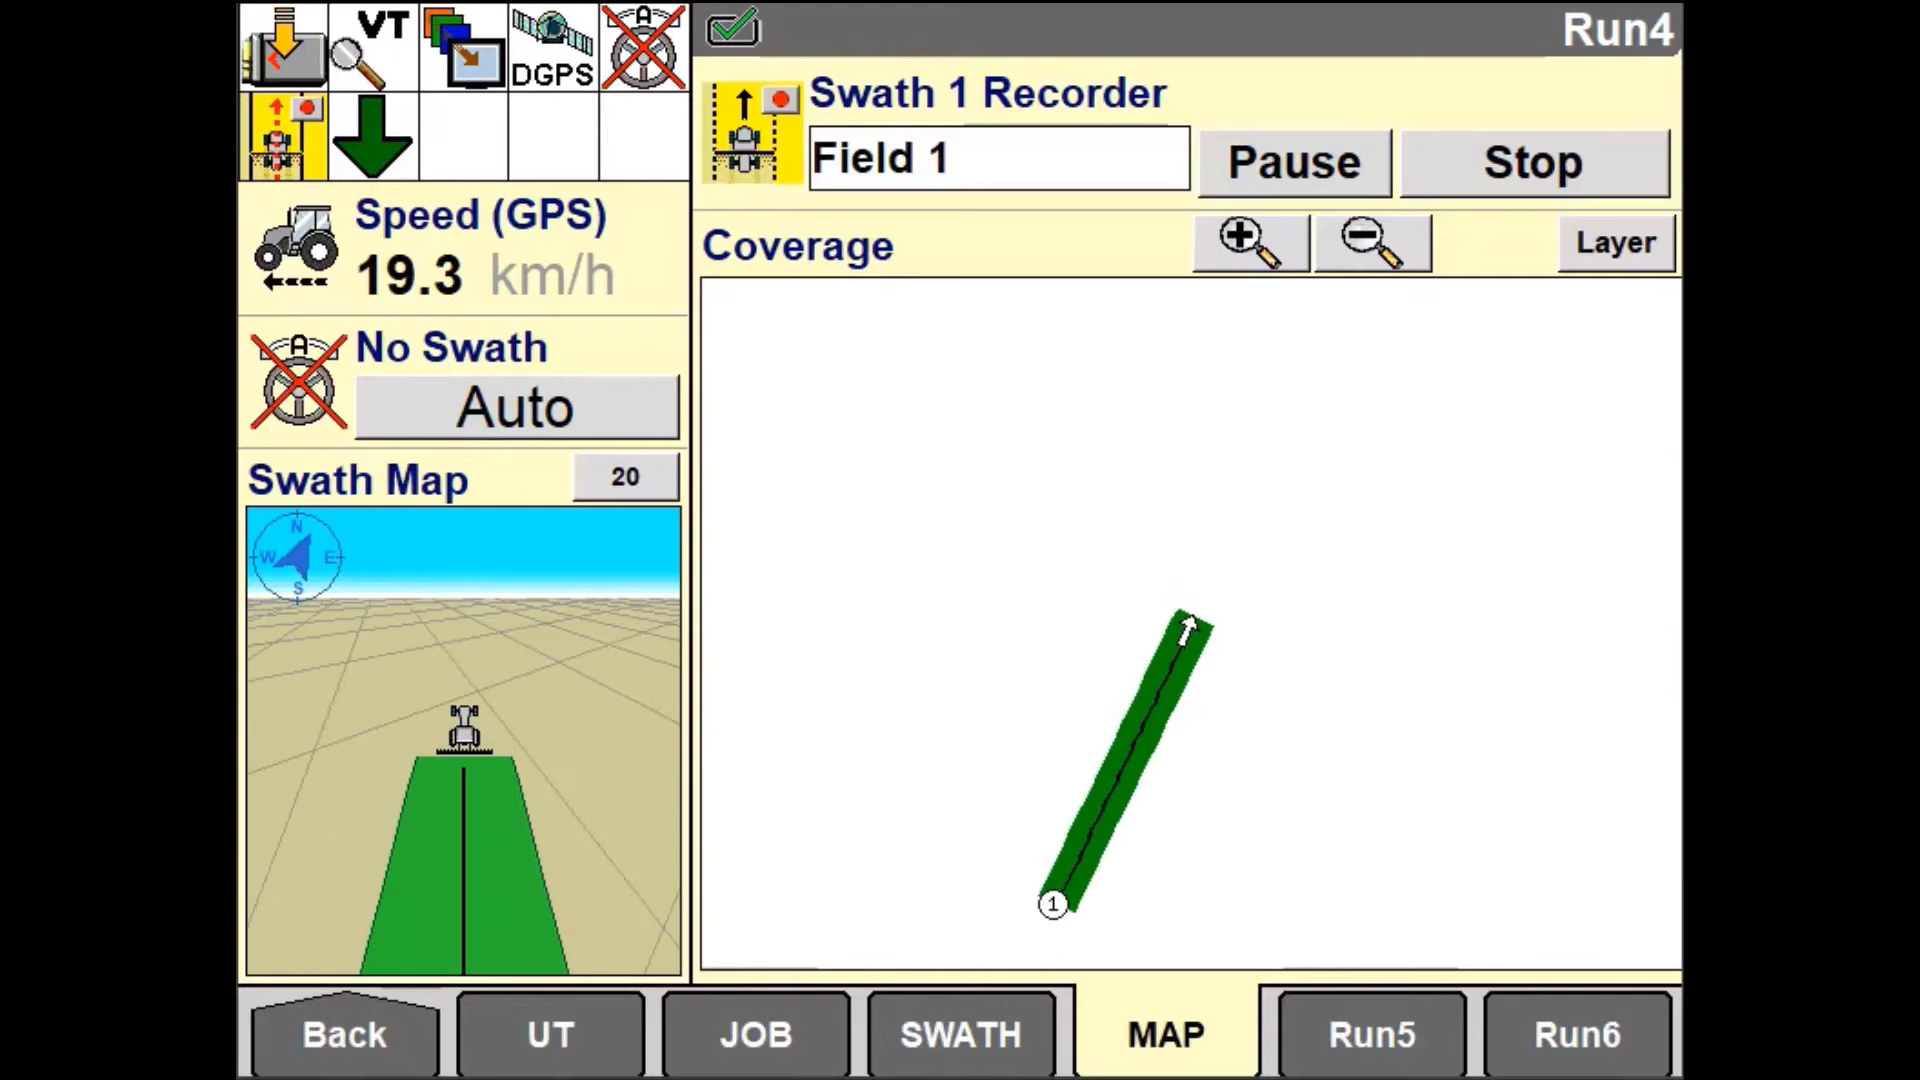 VT
DGPS
A
Run4
Swath 1 Recorder
Field 1
Pause
Stop
Speed (GPS)
19.3 km/h
Coverage
Layer
A
No Swath
Auto
Swath Map
20
N
W
E
S
1
Back
UT
JOB
SWATH
MAP
Run5
Run6